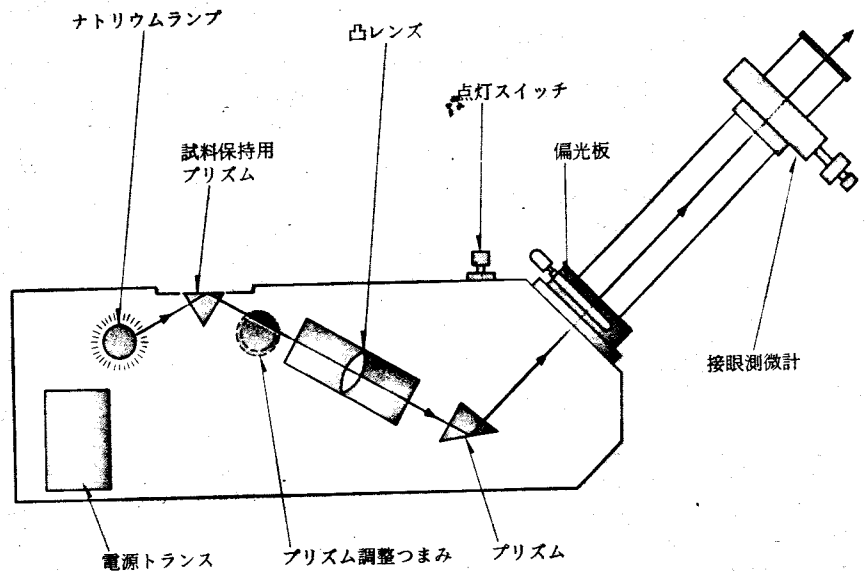 ナトリウムランプ
凸レンズ
点灯スイッチ
試料保持用
プリズム
偏光板
接眼測微計
電源トランス
プリズム調整つまみ
プリズム